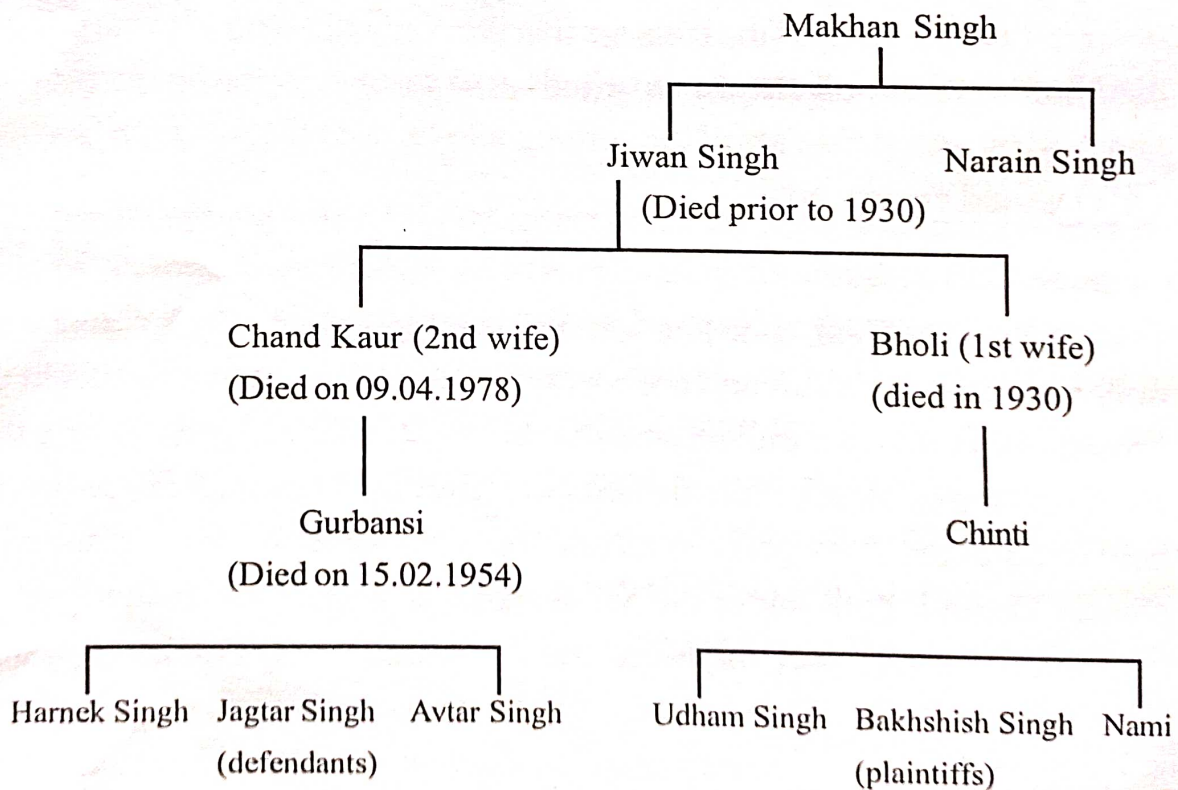 Makhan Singh
Jiwan Singh Narain Singh
(Died prior to 1930)
Chand Kaur (2nd wife) Bholi (1st wife)
(Died on 09.04.1978) (died in 1930)
Gurbansi Chinti
(Died on 15.02.1954)
Harnek Singh Jagtar Singh Avtar Singh Udham Singh Bakhshish Singh Nami
(defendants) (plaintiffs)